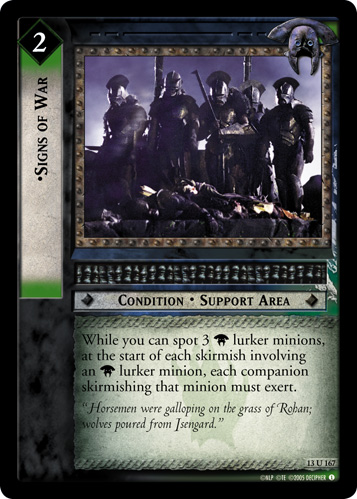 2
•Signs of War
Condition • Support Area
While you can spot 3 lurker minions,
at the start of each skirmish involving
an lurker minion, each companion
skirmishing that minion must exert.
“Horsemen were galloping on the grass of Rohan;
wolves poured from Isengard.”
13 U 167
©NLP ©TE ©2005 DECIPHER 1